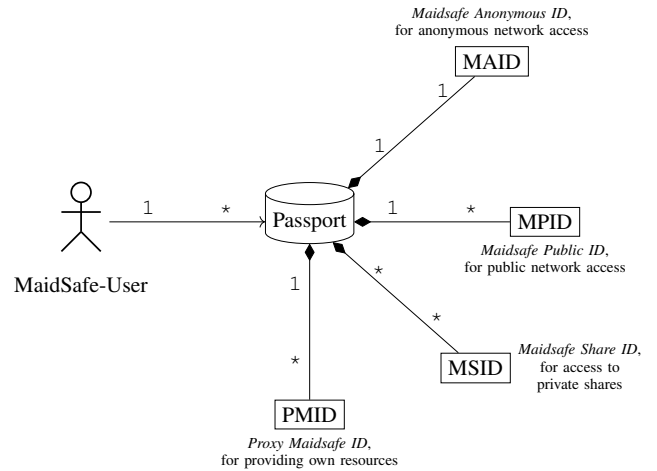 Maidsafe Anonymous ID,
for anonymous network access
MAID
1
1
1
*
Passport
1
*
MPID
MaidSafe-User
Maidsafe Public ID,
for public network access
1
*
*
*
Maidsafe Share ID,
for access to
private shares
MSID
PMID
Proxy Maidsafe ID,
for providing own resources